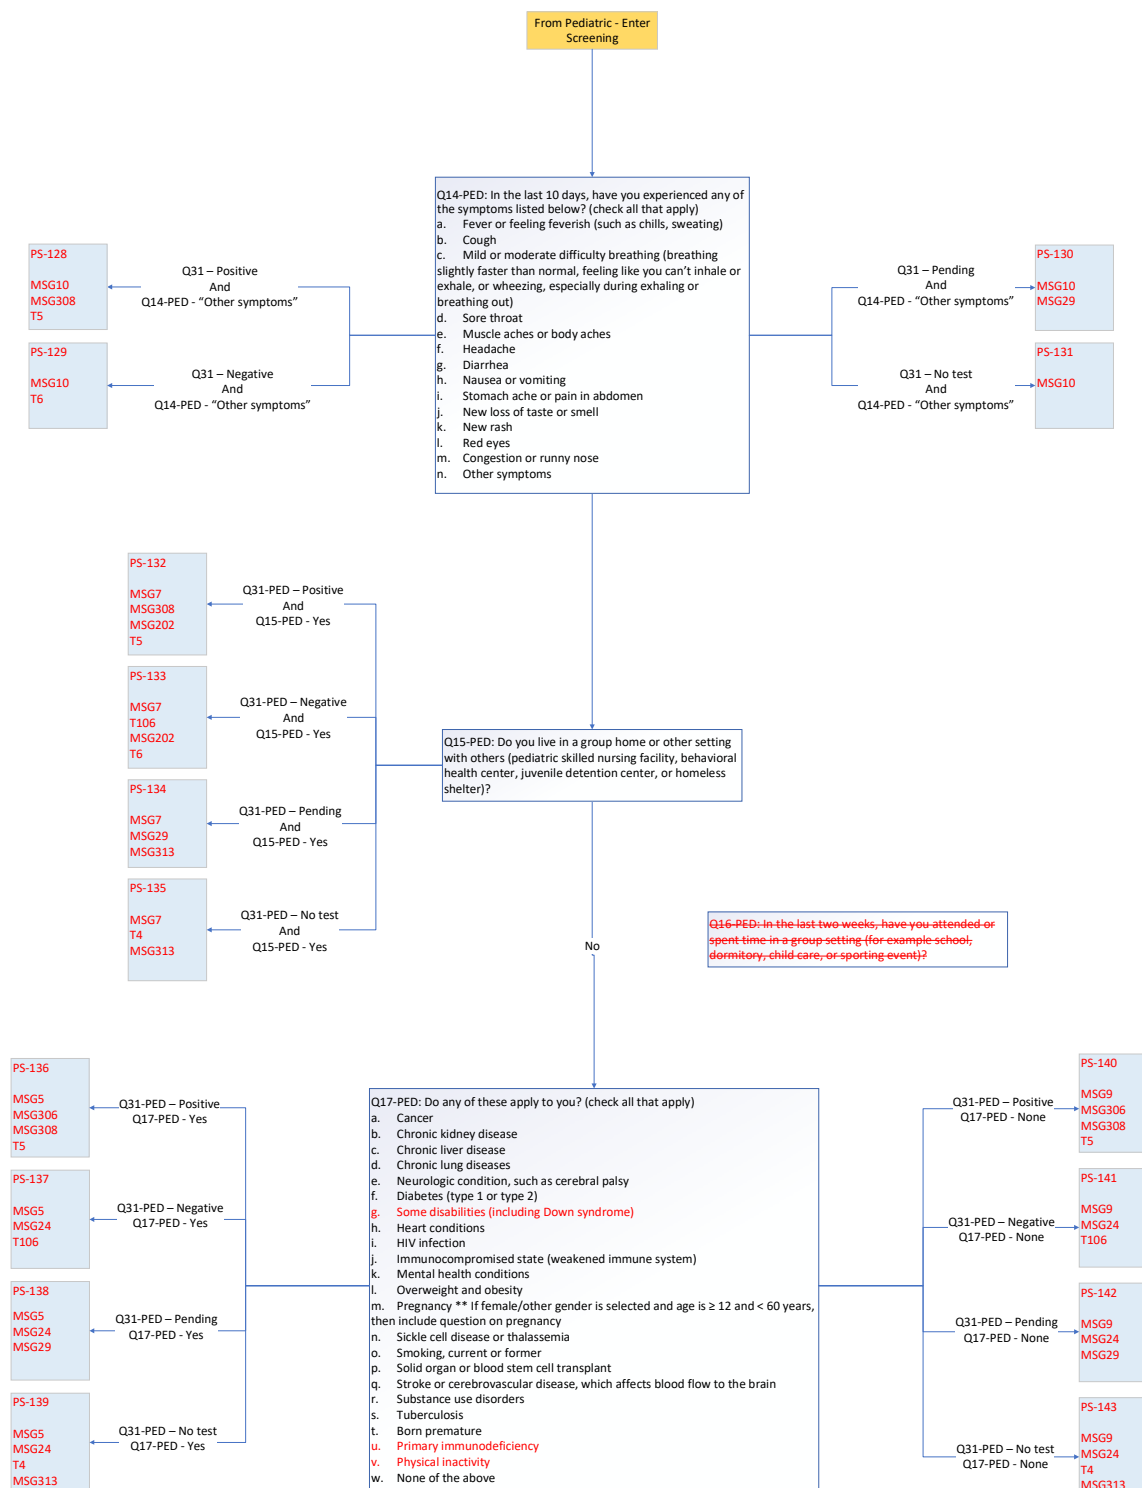 From Pediatric - Enter
Screening
Q14-PED: In the last 10 days, have you experienced any of
the symptoms listed below? (check all that apply)
a. Fever or feeling feverish (such as chills, sweating)
b. Cough
c. Mild or moderate difficulty breathing (breathing
slightly faster than normal, feeling like you can't inhale or
exhale, or wheezing, especially during exhaling or
breathing out)
d. Sore throat
e. Muscle aches or body aches
f. Headache
g. Diarrhea
h. Nausea or vomiting
i. Stomach ache or pain in abdomen
j. New loss of taste or smell
k. New rash
l. Red eyes
m. Congestion or runny nose
n. Other symptoms
PS-128
MSG10
MSG308
T5
Q31 – Positive
And
Q14-PED - “Other symptoms”
PS-129
MSG10
T6
Q31 – Negative
And
Q14-PED - “Other symptoms”
Q31 – Pending
And
Q14-PED - “Other symptoms”
PS-130
MSG10
MSG29
Q31 – No test
And
Q14-PED - “Other symptoms”
PS-131
MSG10
PS-132
MSG7
MSG308
MSG202
T5
Q31-PED – Positive
And
Q15-PED - Yes
PS-133
MSG7
T106
MSG202
T6
Q31-PED – Negative
And
Q15-PED - Yes
PS-134
MSG7
MSG29
MSG313
Q31-PED – Pending
And
Q15-PED - Yes
PS-135
MSG7
T4
MSG313
Q31-PED – No test
And
Q15-PED - Yes
Q15-PED: Do you live in a group home or other setting
with others (pediatric skilled nursing facility, behavioral
health center, juvenile detention center, or homeless
shelter)?
No
Q16-PED: In the last two weeks, have you attended or
spent time in a group setting (for example school,
dormitory, child care, or sporting event)?
PS-136
MSG5
MSG306
MSG308
T5
Q31-PED – Positive
Q17-PED - Yes
PS-137
MSG5
MSG24
T106
Q31-PED – Negative
Q17-PED - Yes
PS-138
MSG5
MSG24
MSG29
Q31-PED – Pending
Q17-PED - Yes
PS-139
MSG5
MSG24
T4
MSG313
Q31-PED – No test
Q17-PED - Yes
Q17-PED: Do any of these apply to you? (check all that apply)
a. Cancer
b. Chronic kidney disease
c. Chronic liver disease
d. Chronic lung diseases
e. Neurologic condition, such as cerebral palsy
f. Diabetes (type 1 or type 2)
g. Some disabilities (including Down syndrome)
h. Heart conditions
i. HIV infection
j. Immunocompromised state (weakened immune system)
k. Mental health conditions
l. Overweight and obesity
m. Pregnancy ** If female/other gender is selected and age is ≥ 12 and < 60 years,
then include question on pregnancy
n. Sickle cell disease or thalassemia
o. Smoking, current or former
p. Solid organ or blood stem cell transplant
q. Stroke or cerebrovascular disease, which affects blood flow to the brain
r. Substance use disorders
s. Tuberculosis
t. Born premature
u. Primary immunodeficiency
v. Physical inactivity
w. None of the above
Q31-PED – Positive
Q17-PED - None
PS-140
MSG9
MSG306
MSG308
T5
Q31-PED – Negative
Q17-PED - None
PS-141
MSG9
MSG24
T106
Q31-PED – Pending
Q17-PED - None
PS-142
MSG9
MSG24
MSG29
Q31-PED – No test
Q17-PED - None
PS-143
MSG9
MSG24
T4
MSG313